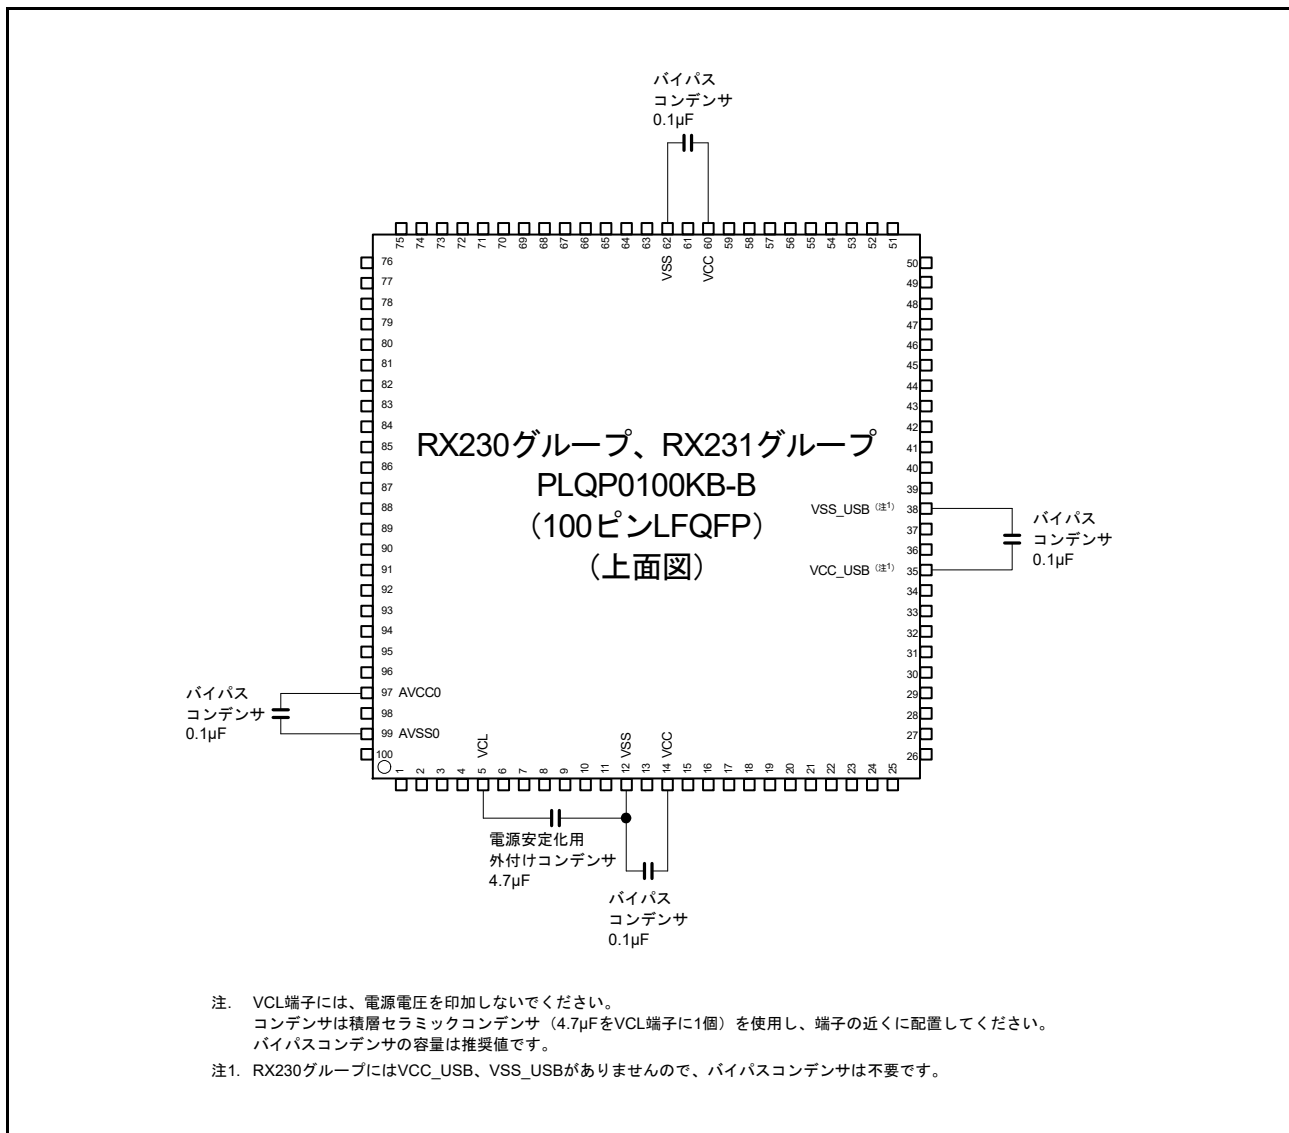 バイパス
コンデンサ
0.1µF
75 74 73 72 71 70 69 68 67 66 65 64 63 62 61 60 59 58 57 56 55 54 53 52 51
VSS
VCC
76
77
78
79
80
81
82
83
84
85
86
87
88
89
90
91
92
93
94
95
96
97 AVCC0
98
99 AVSS0
100
バイパス
コンデンサ
0.1µF
RX230グループ、RX231グループ
PLQP0100KB-B
（100ピンLFQFP）
（上面図）
50
49
48
47
46
45
44
43
42
41
40
39
VSS_USB（注1） 38
37
36
VCC_USB（注1） 35
34
33
32
31
30
29
28
27
26
バイパス
コンデンサ
0.1µF
VCL
VSS
VCC
1 2 3 4 5 6 7 8 9 10 11 12 13 14 15 16 17 18 19 20 21 22 23 24 25
電源安定化用
外付けコンデンサ
4.7µF
バイパス
コンデンサ
0.1µF
注. VCL端子には、電源電圧を印加しないでください。
コンデンサは積層セラミックコンデンサ（4.7µFをVCL端子に1個）を使用し、端子の近くに配置してください。
バイパスコンデンサの容量は推奨値です。
注1. RX230グループにはVCC_USB、VSS_USBがありませんので、バイパスコンデンサは不要です。